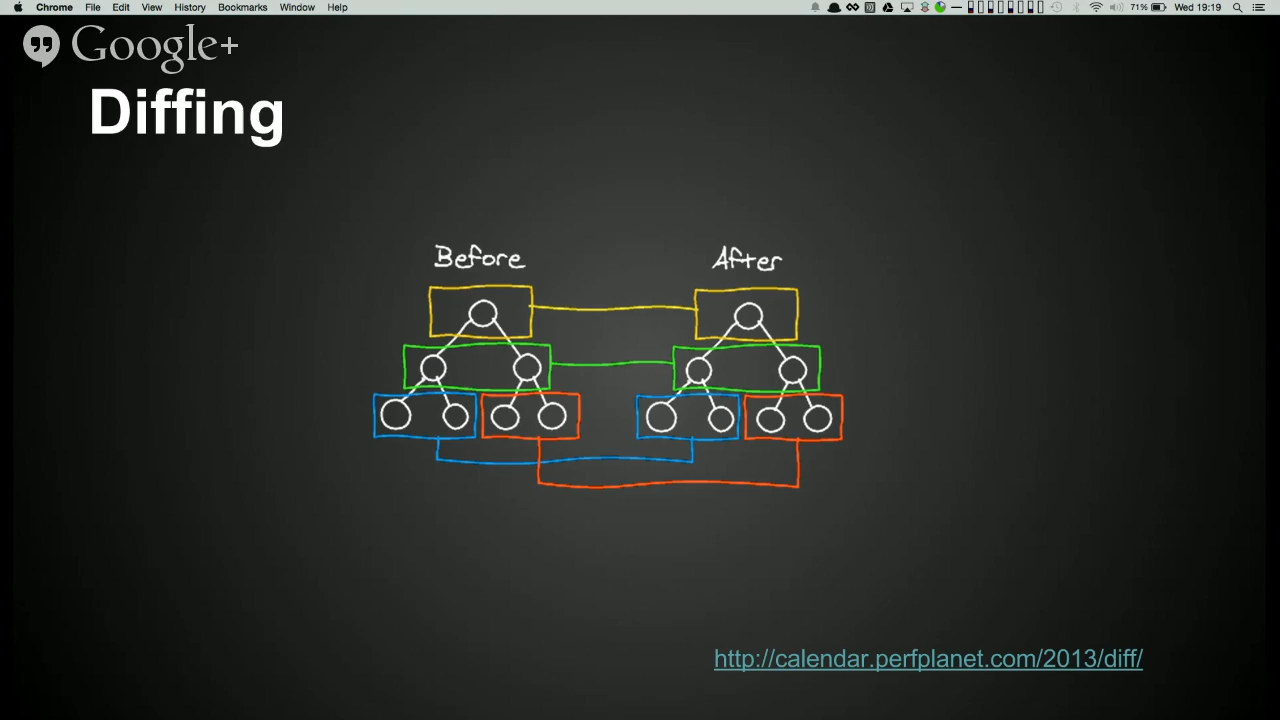 Chrome File Edit View History Bookmarks Window Help 71% Wed 19:19
Google+
Diffing
Before After
http://calendar.perfplanet.com/2013/diff/